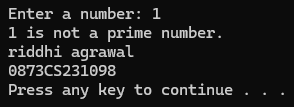 Enter a number: 1
1 is not a prime number.
riddhi agrawal
0873CS231098
Press any key to continue . . .